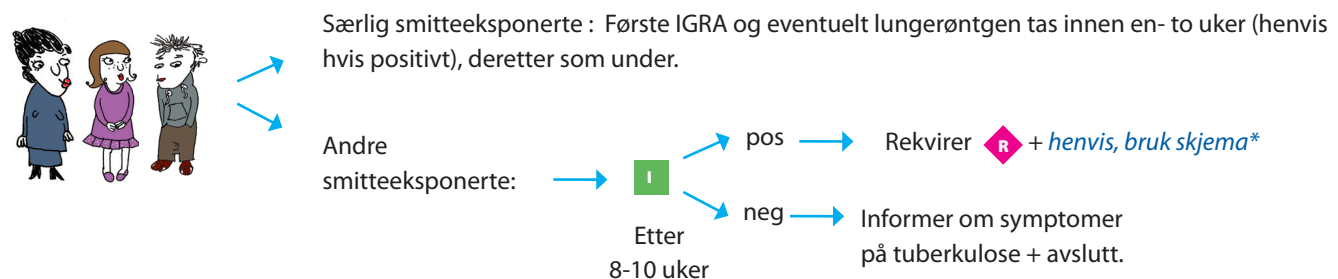 Særlig smitteeksponerte : Første IGRA og eventuelt lungerøntgen tas innen en- to uker (henvis
hvis positivt), deretter som under.
Andre
smitteeksponerte:
I
Etter
8-10 uker
pos
Rekvirer R + henvis, bruk skjema*
neg
Informer om symptomer
på tuberkulose + avslutt.